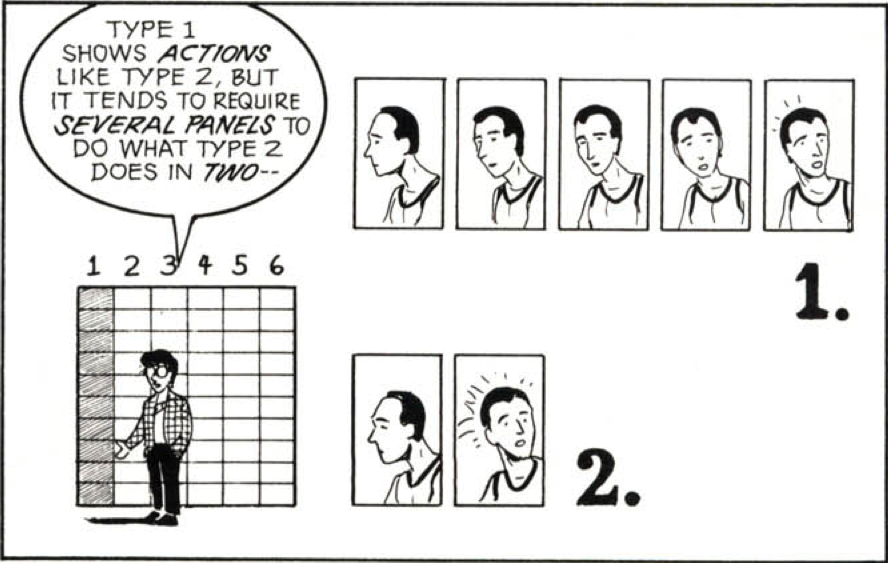 TYPE 1
SHOWS ACTIONS
LIKE TYPE 2, BUT
IT TENDS TO REQUIRE
SEVERAL PANELS TO
DO WHAT TYPE 2
DOES IN TWO--
1 2 3 4 5 6
1.
2.